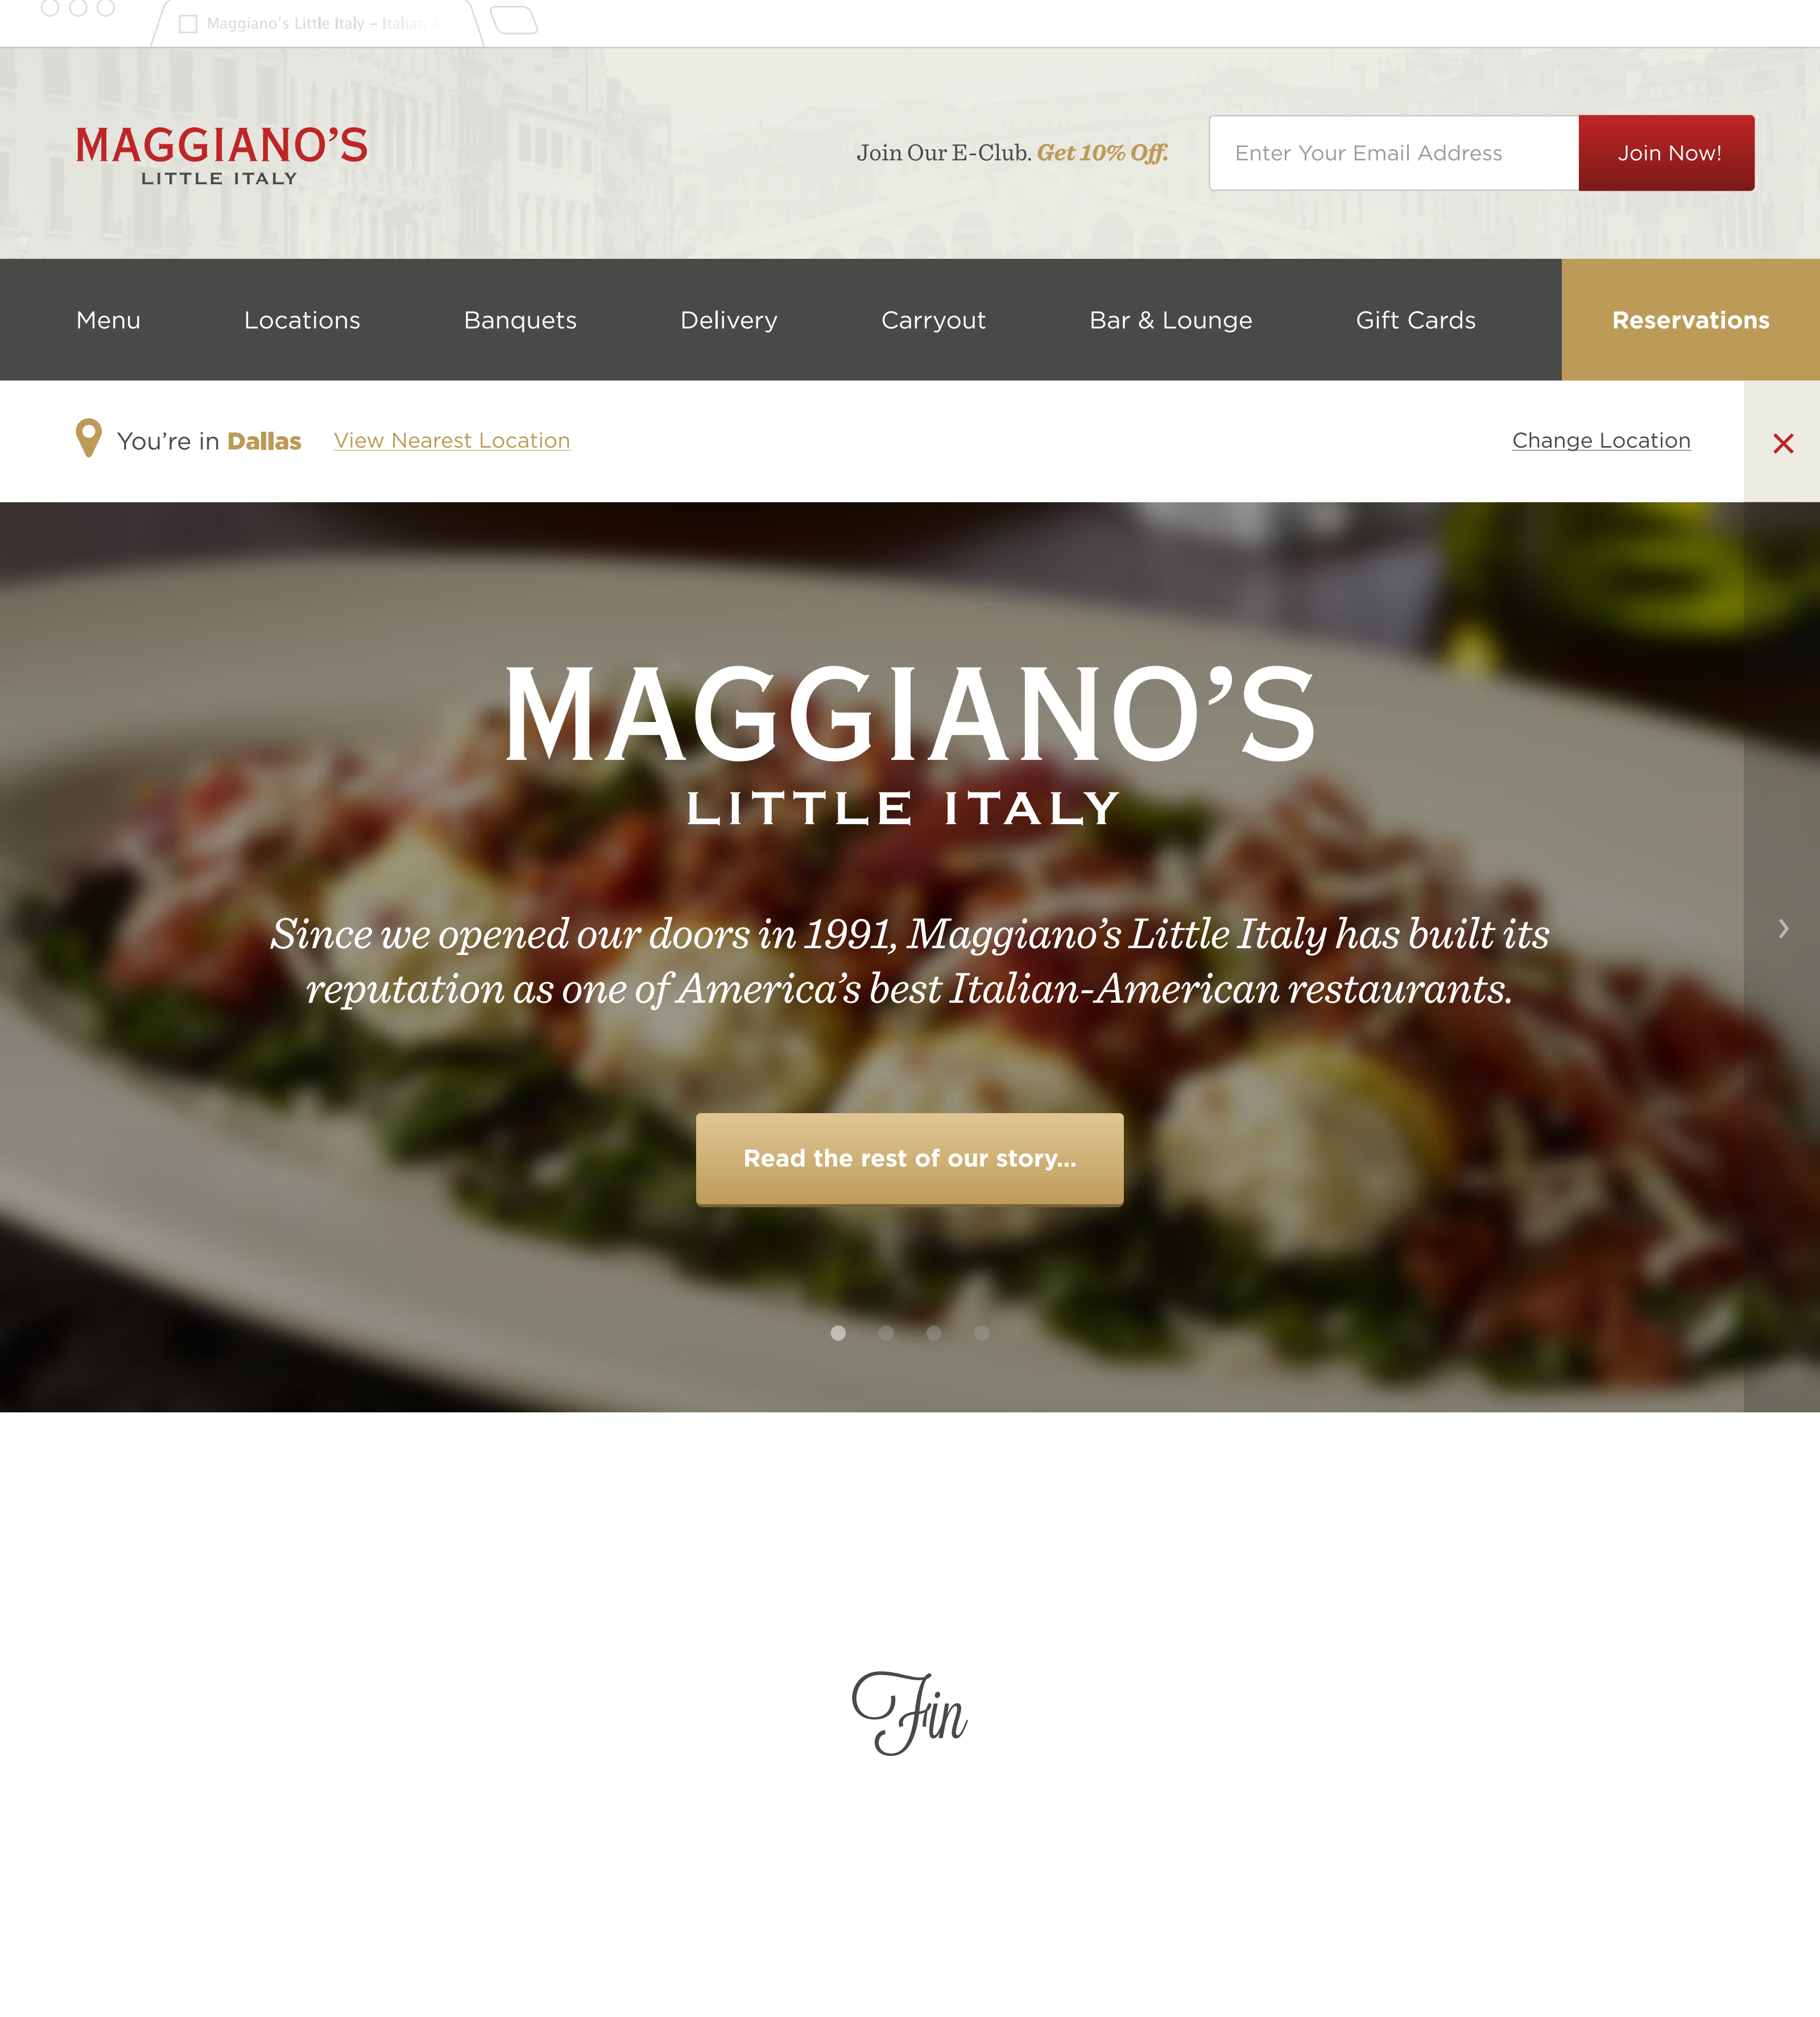 Maggiano's Little Italy – Italian
MAGGIANO'S
LITTLE ITALY
Join Our E-Club. Get 10% Off.
Enter Your Email Address
Join Now!
Menu
Locations
Banquets
Delivery
Carryout
Bar & Lounge
Gift Cards
Reservations
You're in Dallas
View Nearest Location
Change Location
MAGGIANO'S
LITTLE ITALY
Since we opened our doors in 1991, Maggiano's Little Italy has built its
reputation as one of America's best Italian-American restaurants.
Read the rest of our story...
Fin